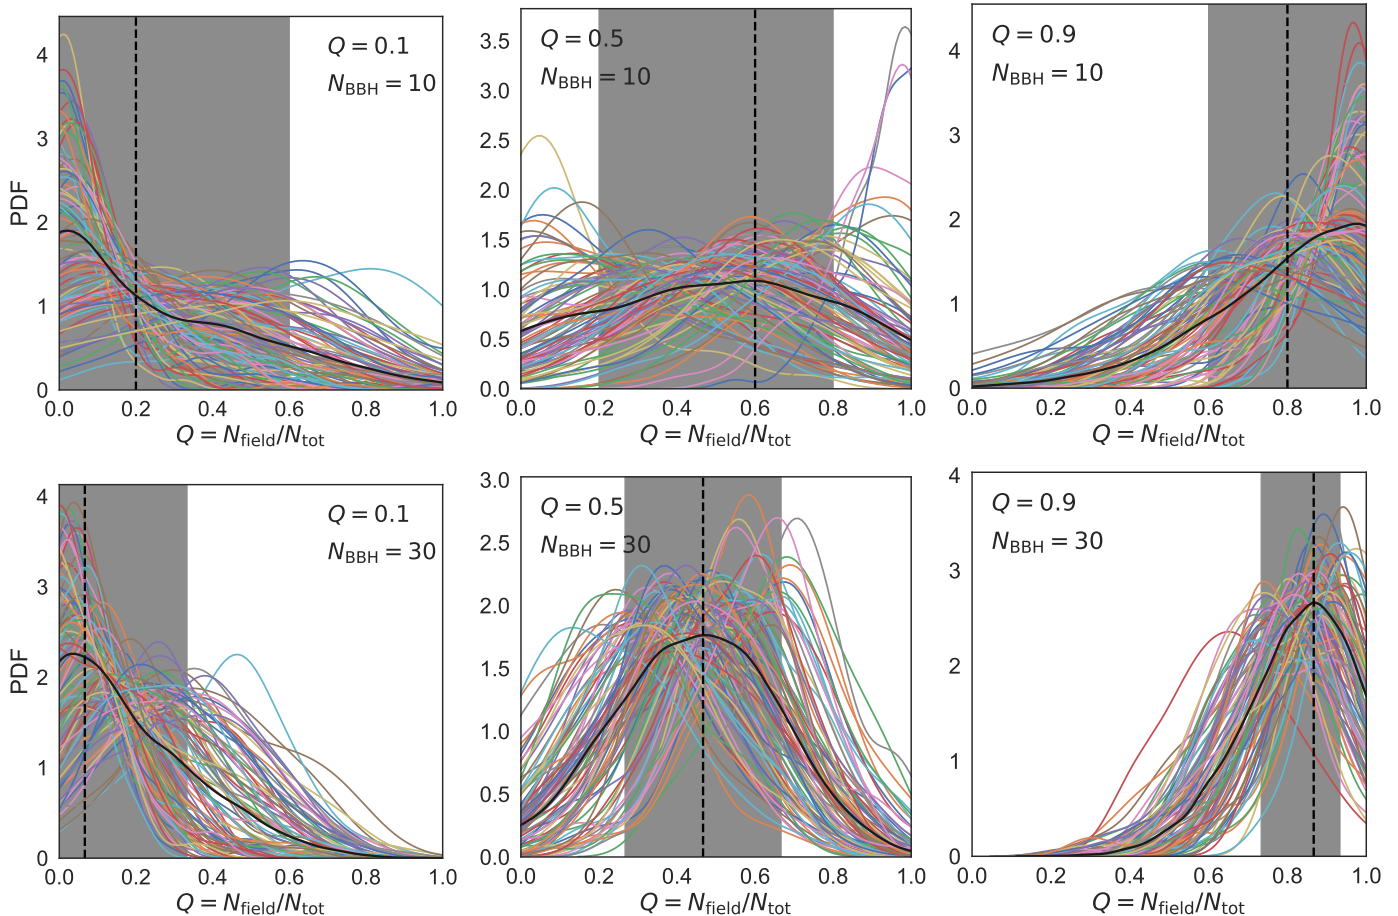 Q = 0.1
N_BBH = 10
PDF
4
3
2
1
0
0.0 0.2 0.4 0.6 0.8 1.0
Q = N_field/N_tot
Q = 0.5
N_BBH = 10
3.5
3.0
2.5
2.0
1.5
1.0
0.5
0.0
0.0 0.2 0.4 0.6 0.8 1.0
Q = N_field/N_tot
Q = 0.9
N_BBH = 10
4
3
2
1
0
0.0 0.2 0.4 0.6 0.8 1.0
Q = N_field/N_tot
Q = 0.1
N_BBH = 30
PDF
4
3
2
1
0
0.0 0.2 0.4 0.6 0.8 1.0
Q = N_field/N_tot
Q = 0.5
N_BBH = 30
3.0
2.5
2.0
1.5
1.0
0.5
0.0
0.0 0.2 0.4 0.6 0.8 1.0
Q = N_field/N_tot
Q = 0.9
N_BBH = 30
4
3
2
1
0
0.0 0.2 0.4 0.6 0.8 1.0
Q = N_field/N_tot